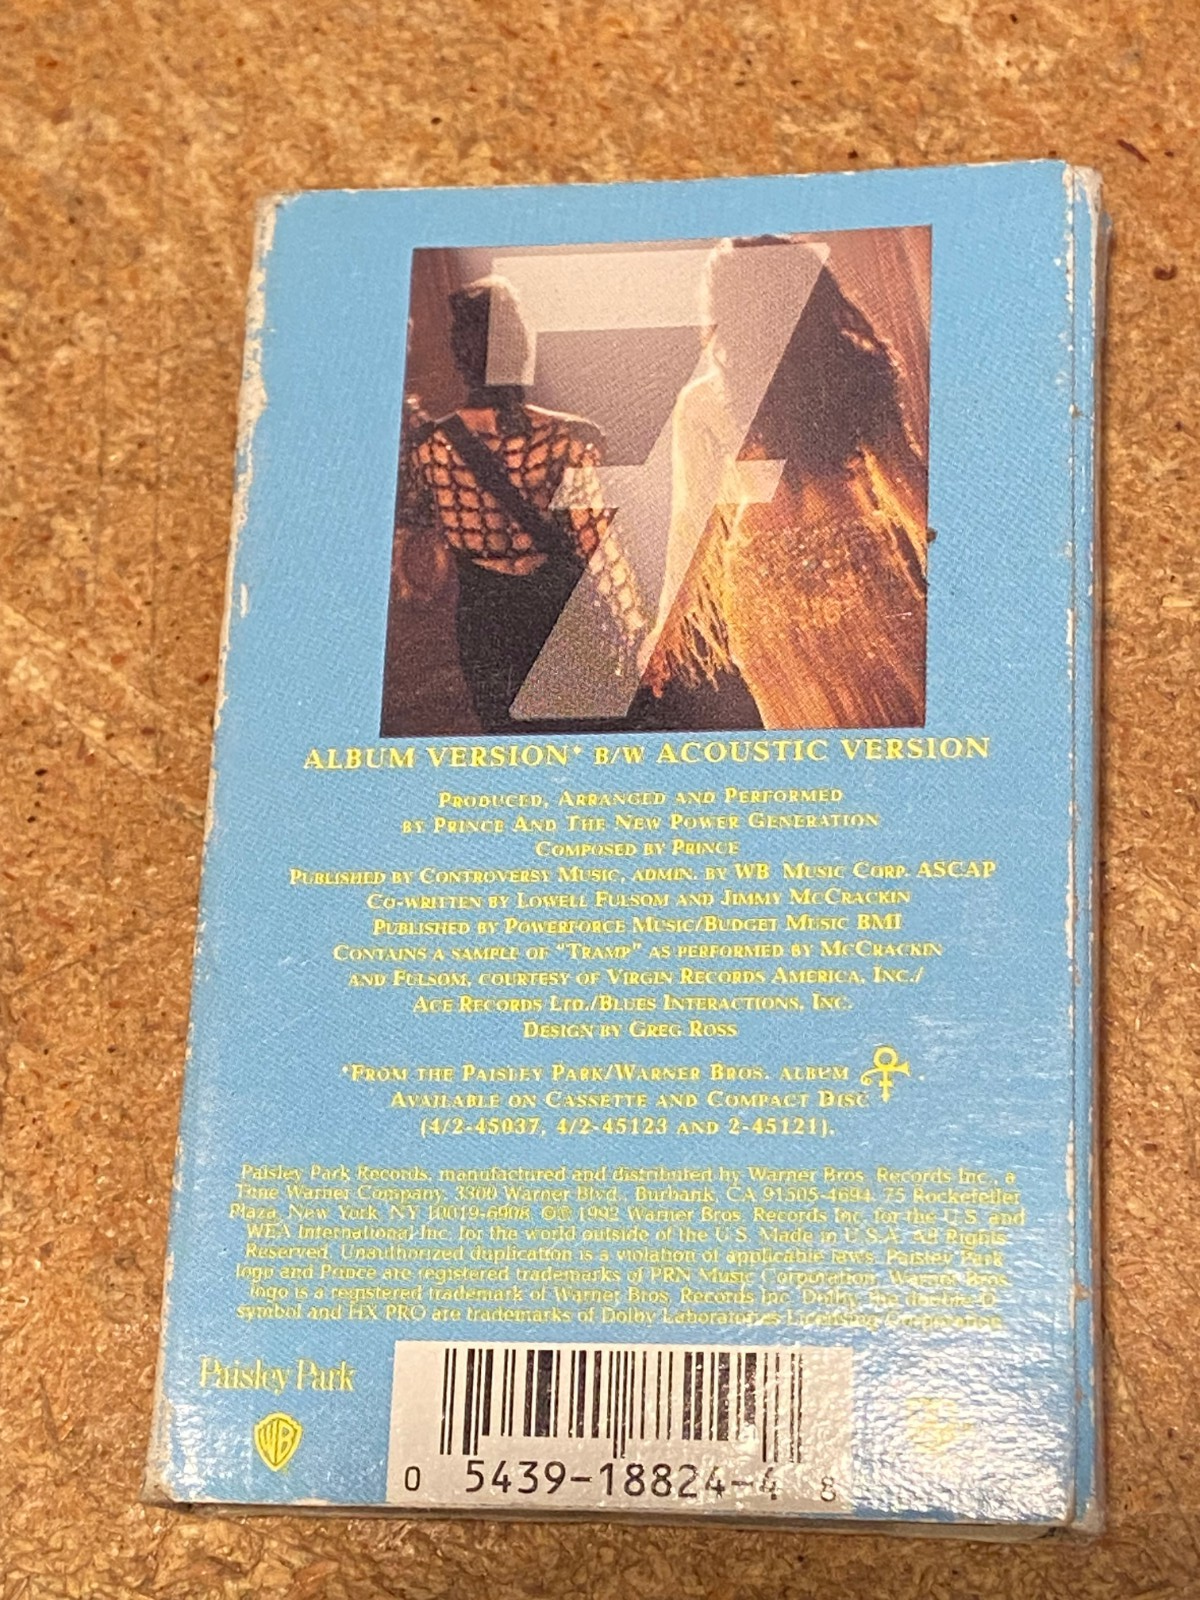 7
ALBUM VERSION* B/W ACOUSTIC VERSION
PRODUCED, ARRANGED AND PERFORMED
BY PRINCE AND THE NEW POWER GENERATION
COMPOSED BY PRINCE
PUBLISHED BY CONTROVERSY MUSIC, ADMIN. BY WB MUSIC CORP. ASCAP
CO-WRITTEN BY LOWELL FULSOM AND JIMMY MCCRACKIN
PUBLISHED BY POWERFORCE MUSIC/BUDGET MUSIC BMI
CONTAINS A SAMPLE OF "TRAMP" AS PERFORMED BY MCCRACKIN
AND FULSOM, COURTESY OF VIRGIN RECORDS AMERICA, INC./
ACE RECORDS LTD./BLUES INTERACTIONS, INC.
DESIGN BY GREG ROSS
*FROM THE PAISLEY PARK/WARNER BROS. ALBUM .
AVAILABLE ON CASSETTE AND COMPACT DISC
(4/2-45037, 4/2-45123 AND 2-45121).
Paisley Park Records, manufactured and distributed by Warner Bros. Records Inc., a
Time Warner Company, 3300 Warner Blvd., Burbank, CA 91505-4694. 75 Rockefeller
Plaza, New York, NY 10019-6908. ©℗ 1992 Warner Bros. Records Inc. for the U.S. and
WEA International Inc. for the world outside of the U.S. Made in U.S.A. All Rights
Reserved. Unauthorized duplication is a violation of applicable laws. Paisley Park
logo and Prince are registered trademarks of PRN Music Corporation. Warner Bros.
logo is a registered trademark of Warner Bros. Records Inc. Dolby, the double-D
symbol and HX PRO are trademarks of Dolby Laboratories Licensing Corporation.
Paisley Park
WB
0 5439-18824-4 8